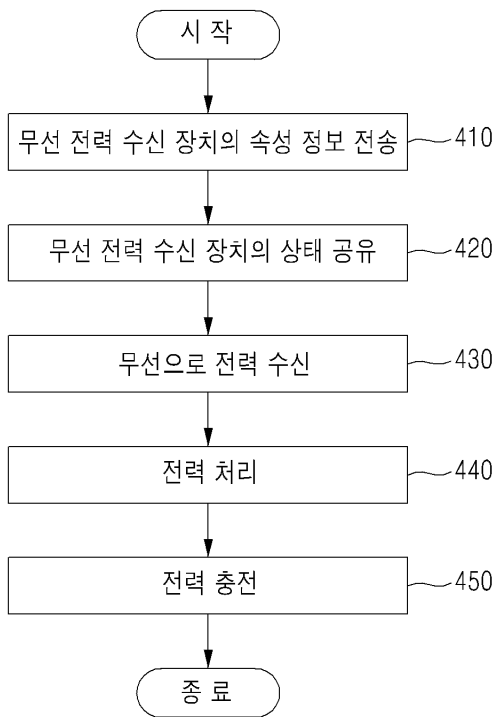 시 작
무선 전력 수신 장치의 속성 정보 전송
410
무선 전력 수신 장치의 상태 공유
420
무선으로 전력 수신
430
전력 처리
440
전력 충전
450
종 료